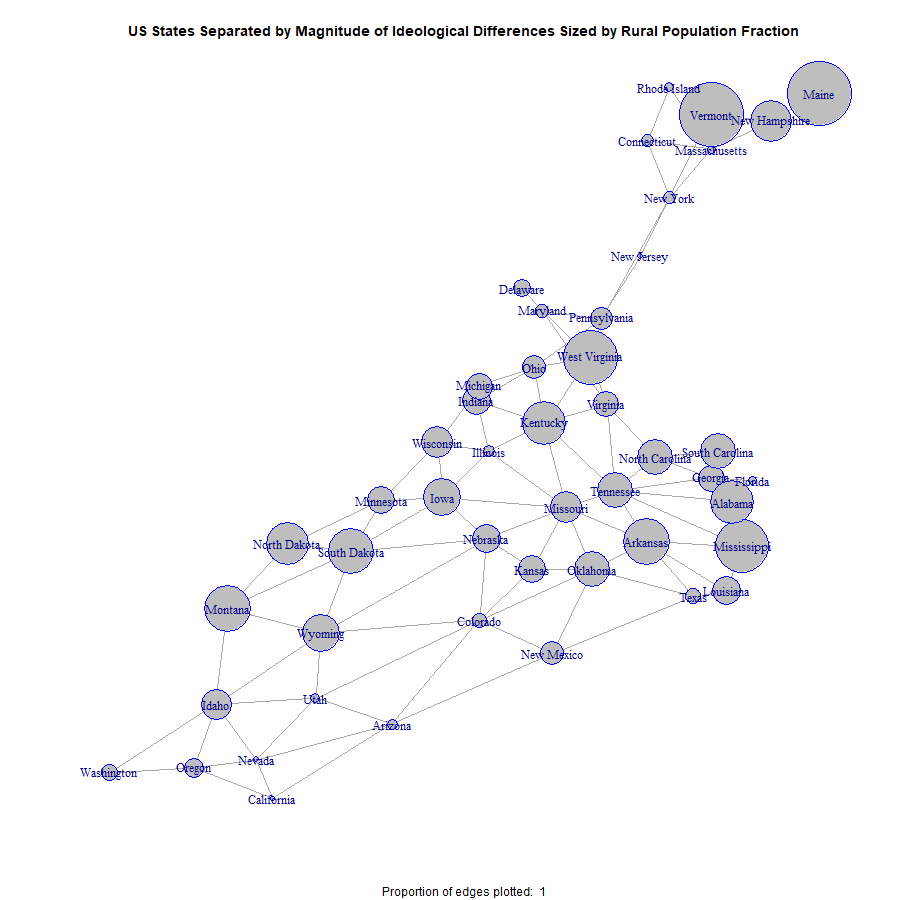 US States Separated by Magnitude of Ideological Differences Sized by Rural Population Fraction
Rhode Island
Maine
Vermont
New Hampshire
Connecticut
Massachusetts
New York
New Jersey
Delaware
Maryland
Pennsylvania
West Virginia
Ohio
Michigan
Indiana
Virginia
Kentucky
Wisconsin
Illinois
South Carolina
North Carolina
Georgia
Florida
Tennessee
Minnesota
Iowa
Alabama
Missouri
Nebraska
Arkansas
North Dakota
Mississippi
South Dakota
Kansas
Oklahoma
Louisiana
Texas
Montana
Colorado
Wyoming
New Mexico
Utah
Idaho
Arizona
Nevada
Oregon
Washington
California
Proportion of edges plotted: 1